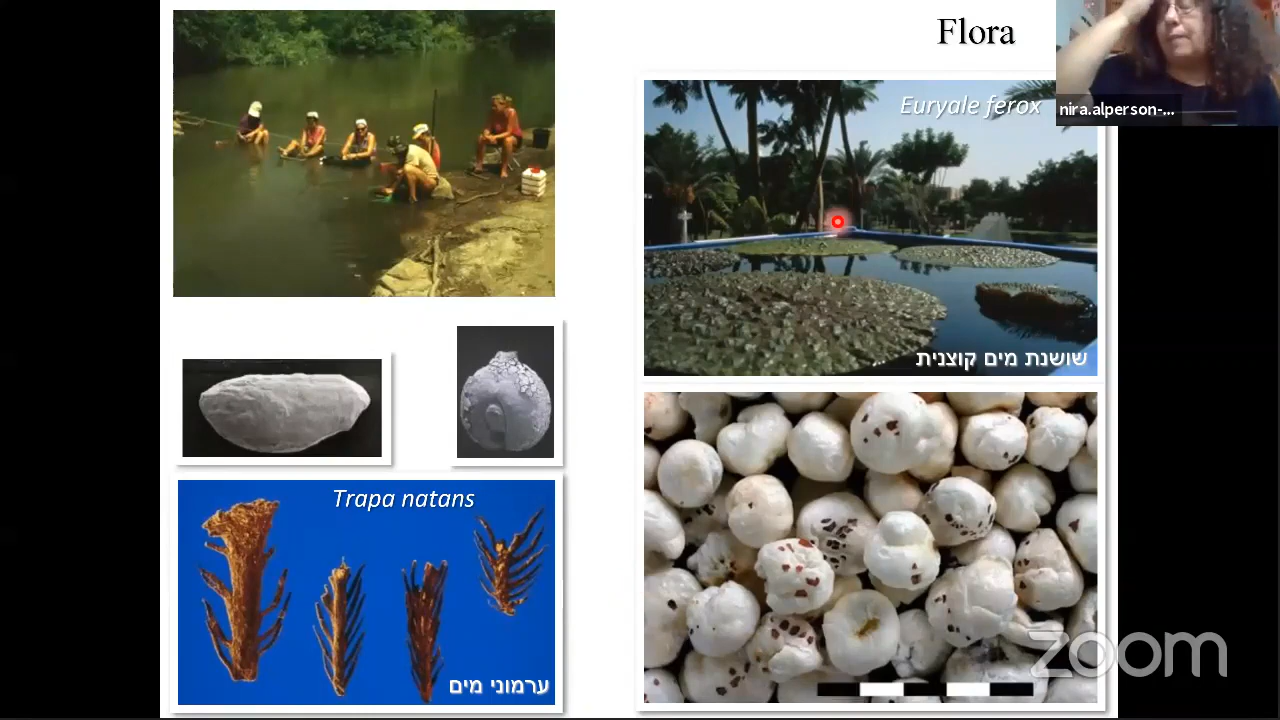 Flora
Euryale ferox
nira.alperson-...
שושנת מים קוצנית
Trapa natans
ערמוני מים
zoom